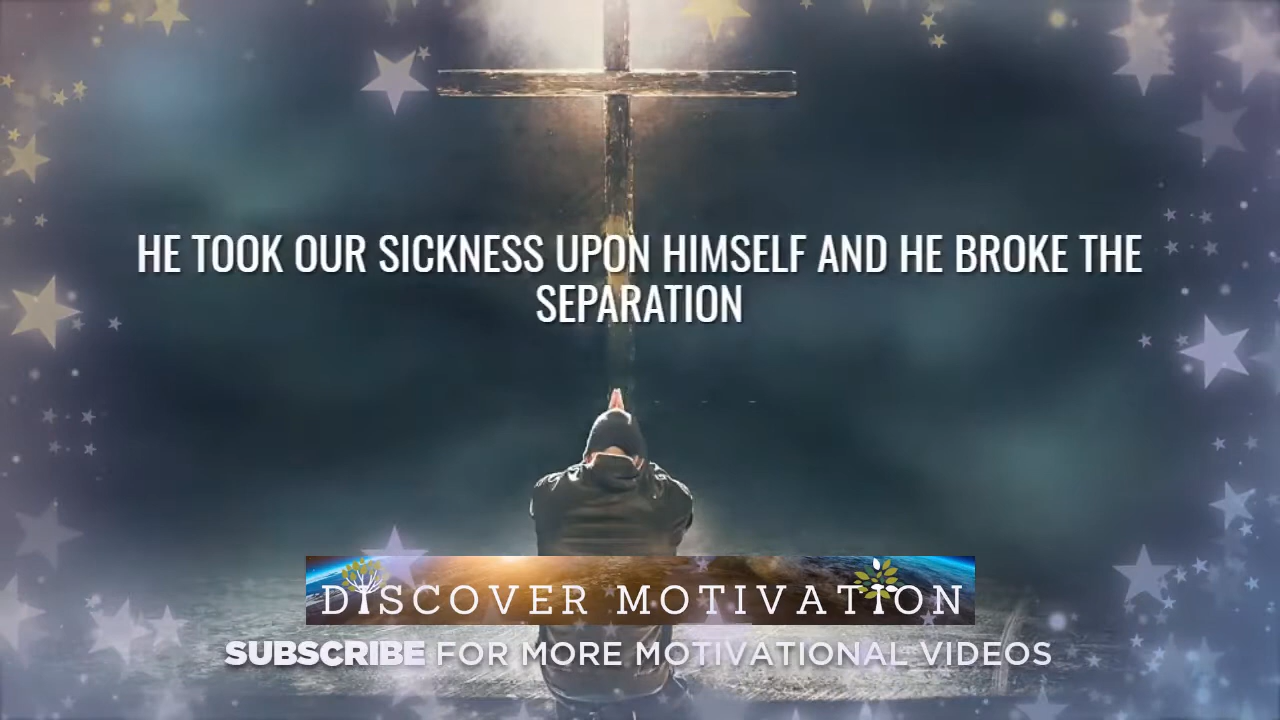 HE TOOK OUR SICKNESS UPON HIMSELF AND HE BROKE THE
SEPARATION
DISCOVER MOTIVATION
SUBSCRIBE FOR MORE MOTIVATIONAL VIDEOS